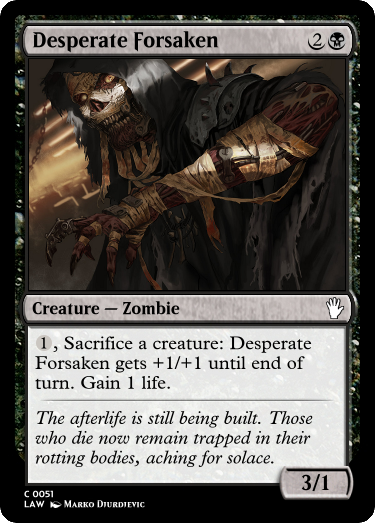 Desperate Forsaken 2
Creature — Zombie
1, Sacrifice a creature: Desperate
Forsaken gets +1/+1 until end of
turn. Gain 1 life.
The afterlife is still being built. Those
who die now remain trapped in their
rotting bodies, aching for solace.
3/1
C 0051
LAW Marko Djurdjevic